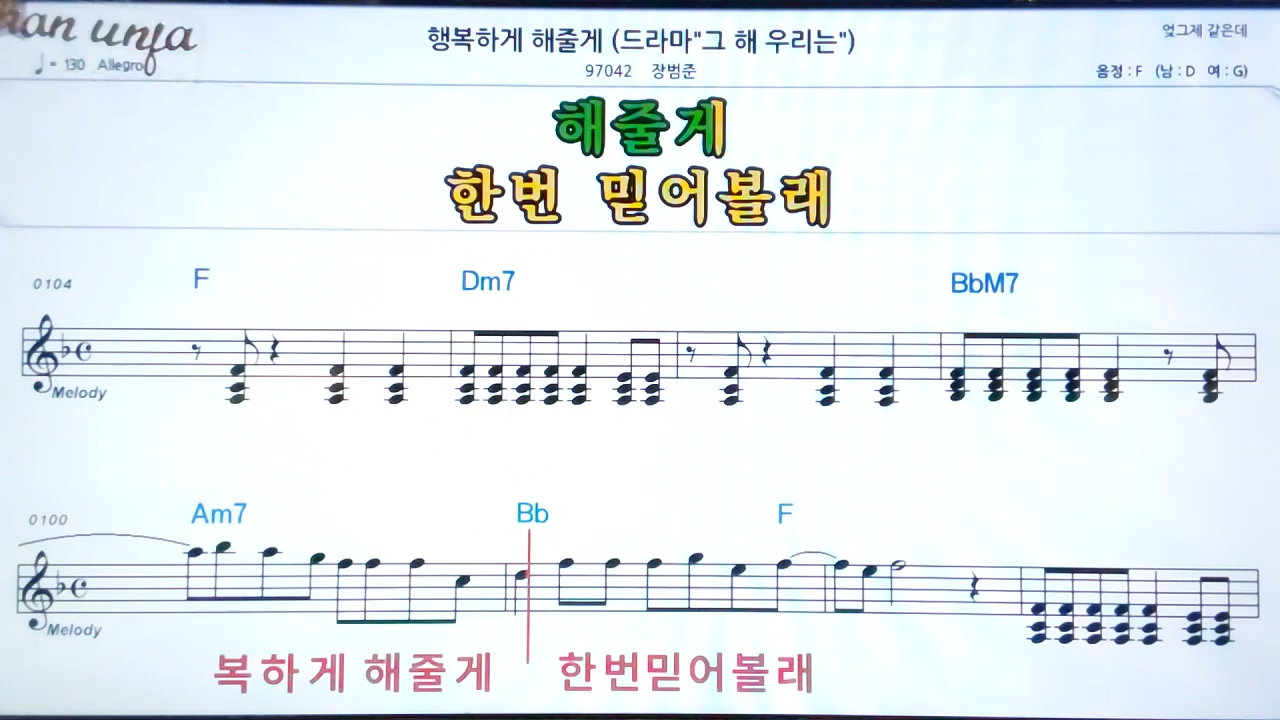 행복하게 해줄게 (드라마"그 해 우리는")
엊그제 같은데
♩= 130 Allegro
97042 장범준
음정 : F (남 : D 여 : G)
해줄게
한번 믿어볼래
0104 F Dm7 BbM7
Melody
0100 Am7 Bb F
Melody
복하게 해줄게 한번믿어볼래